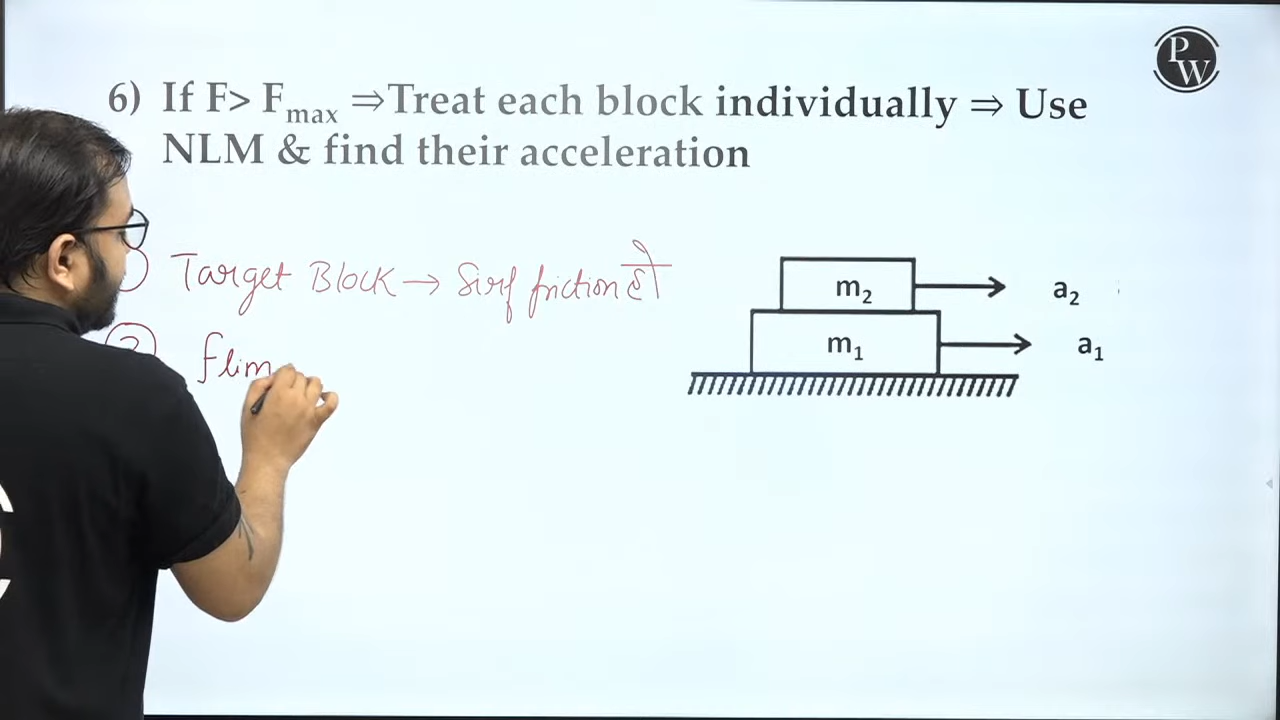 PW
6) If F> Fmax ⇒Treat each block individually ⇒ Use
NLM & find their acceleration
Target Block → Sirf friction हो
flim
m2
a2
m1
a1